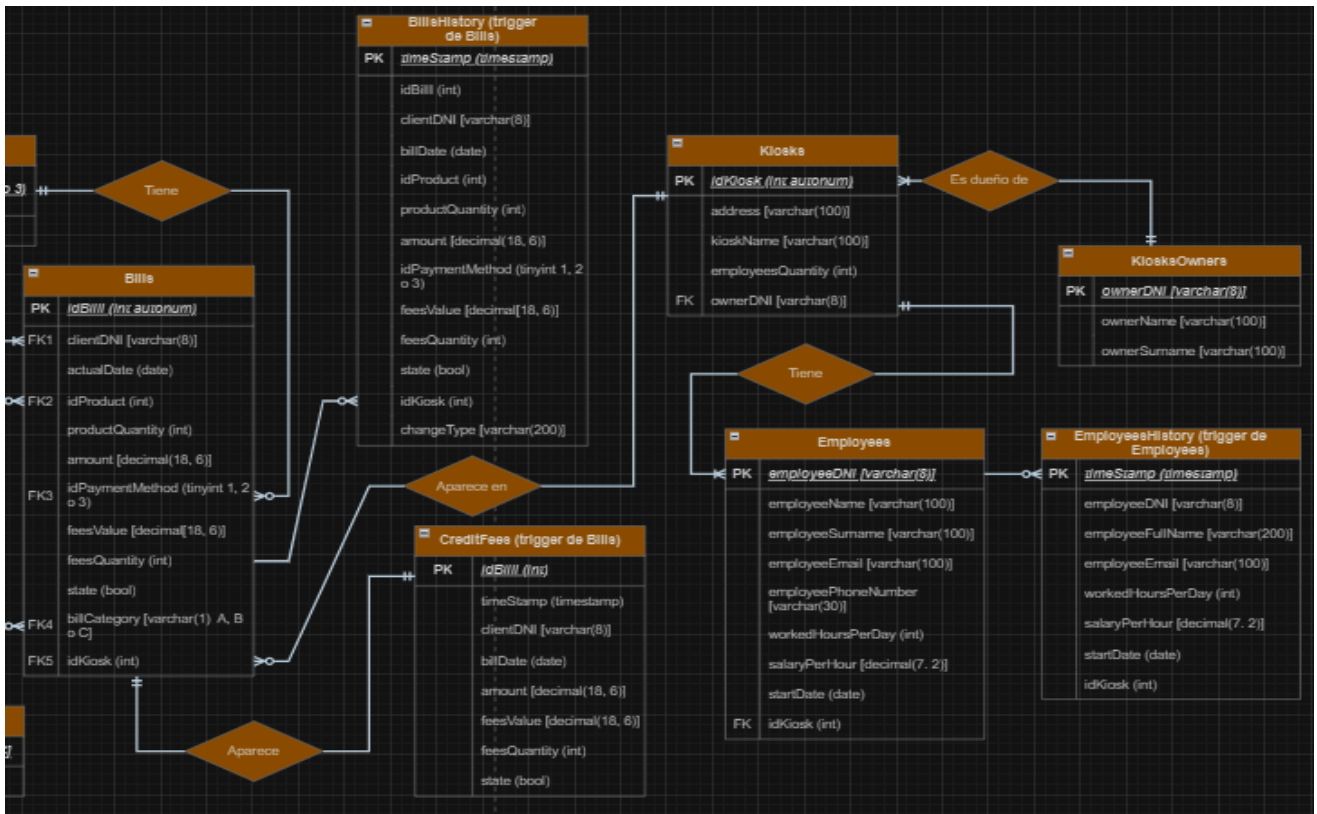 BillsHistory (trigger
de Bills)
PK timeStamp (timestamp)
idBilll (int)
clientDNI [varchar(8)]
billDate (date)
idProduct (int)
productQuantity (int)
amount [decimal(18, 6)]
idPaymentMethod (tinyint 1, 2
o 3)
feesValue [decimal[18, 6)]
feesQuantity (int)
state (bool)
idKiosk (int)
changeType [varchar(200)]
o 3)
Tiene
Bills
PK idBilll (int autonum)
FK1 clientDNI [varchar(8)]
actualDate (date)
FK2 idProduct (int)
productQuantity (int)
amount [decimal(18, 6)]
FK3 idPaymentMethod (tinyint 1, 2
o 3)
feesValue [decimal[18, 6)]
feesQuantity (int)
state (bool)
FK4 billCategory [varchar(1) A, B
o C]
FK5 idKiosk (int)
Aparece en
Aparece
CreditFees (trigger de Bills)
PK idBilll (int)
timeStamp (timestamp)
clientDNI [varchar(8)]
billDate (date)
amount [decimal(18, 6)]
feesValue [decimal(18, 6)]
feesQuantity (int)
state (bool)
Kiosks
PK idKiosk (int autonum)
address [varchar(100)]
kioskName [varchar(100)]
employeesQuantity (int)
FK ownerDNI [varchar(8)]
Es dueño de
KiosksOwners
PK ownerDNI [varchar(8)]
ownerName [varchar(100)]
ownerSurname [varchar(100)]
Tiene
Employees
PK employeeDNI [varchar(8)]
employeeName [varchar(100)]
employeeSurname [varchar(100)]
employeeEmail [varchar(100)]
employeePhoneNumber
[varchar(30)]
workedHoursPerDay (int)
salaryPerHour [decimal(7. 2)]
startDate (date)
FK idKiosk (int)
EmployeesHistory (trigger de
Employees)
PK timeStamp (timestamp)
employeeDNI [varchar(8)]
employeeFullName [varchar(200)]
employeeEmail [varchar(100)]
workedHoursPerDay (int)
salaryPerHour [decimal(7. 2)]
startDate (date)
idKiosk (int)